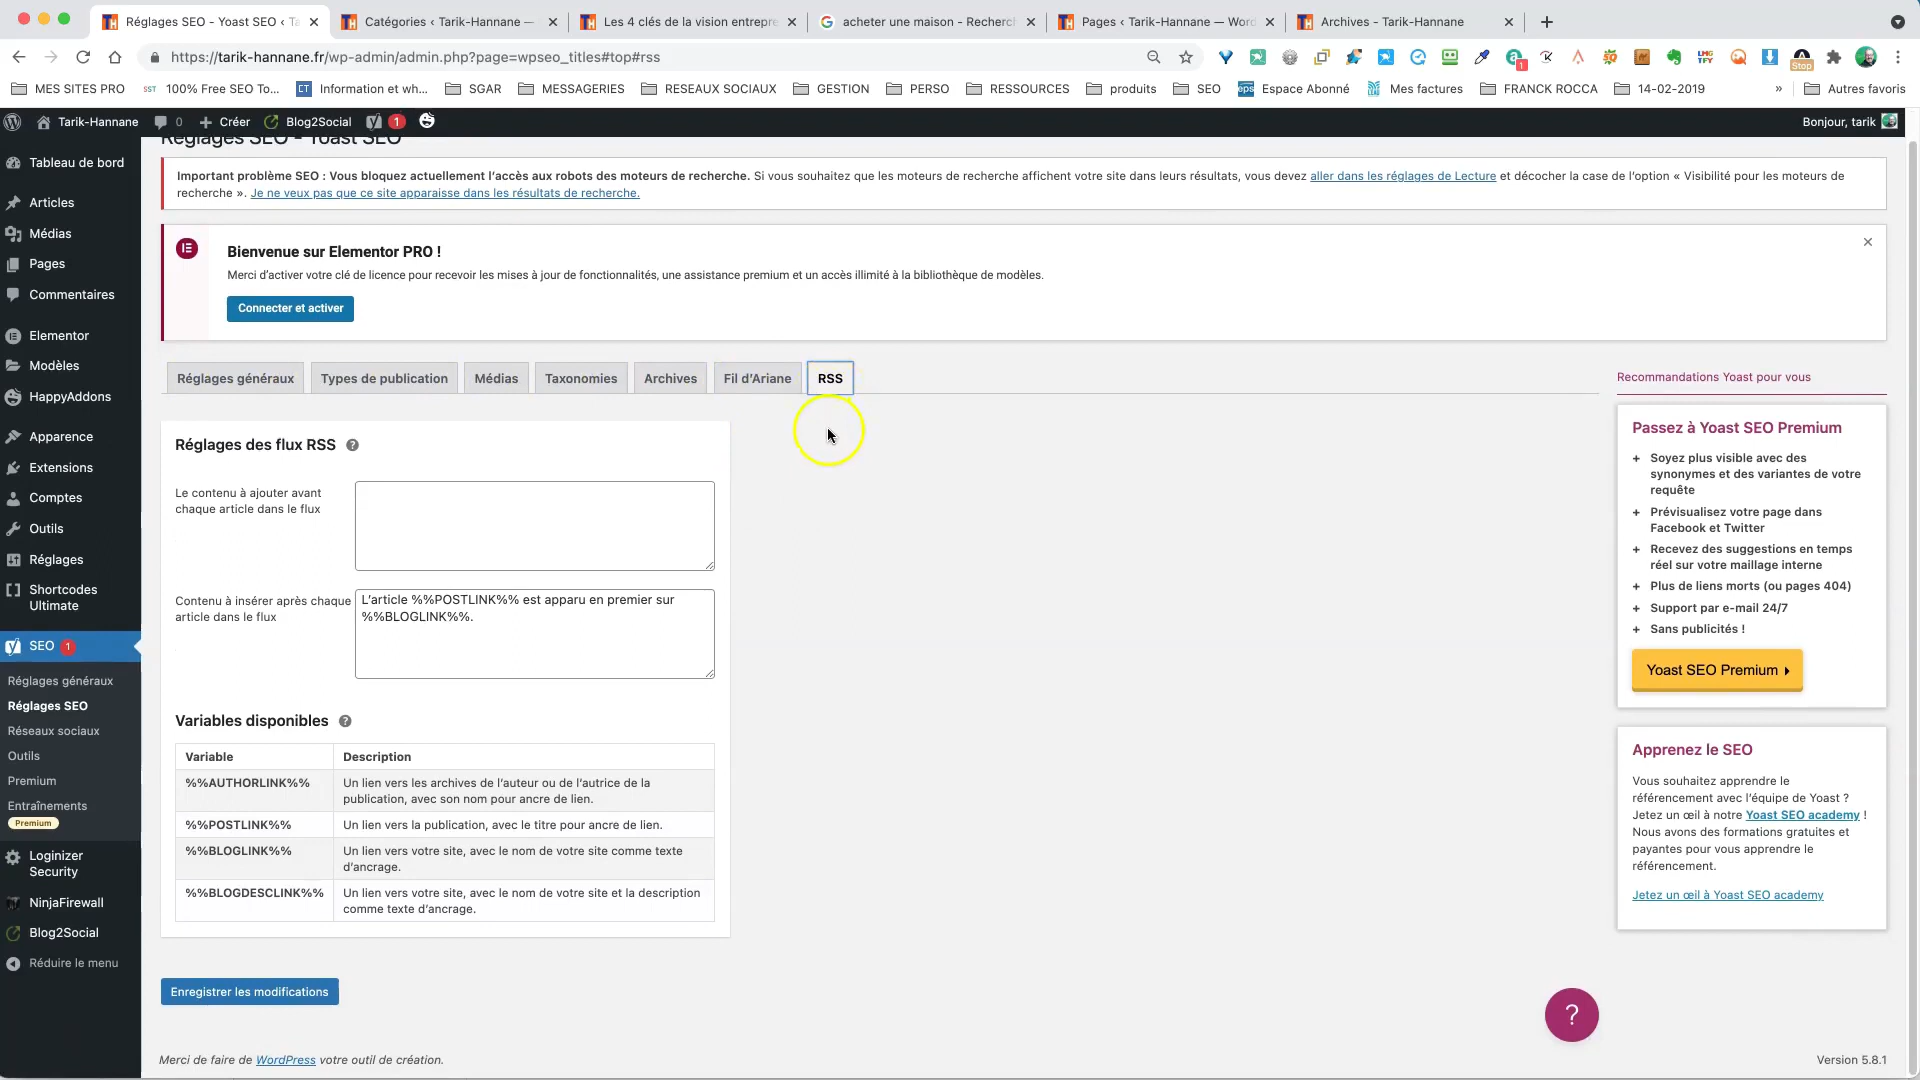 Réglages SEO - Yoast SEO ‹ Ta
Catégories ‹ Tarik-Hannane —
Les 4 clés de la vision entrepre
acheter une maison - Recherch
Pages ‹ Tarik-Hannane — Word
Archives - Tarik-Hannane
https://tarik-hannane.fr/wp-admin/admin.php?page=wpseo_titles#top#rss
MES SITES PRO
100% Free SEO To...
Information et wh...
SGAR
MESSAGERIES
RESEAUX SOCIAUX
GESTION
PERSO
RESSOURCES
produits
SEO
Espace Abonné
Mes factures
FRANCK ROCCA
14-02-2019
»
Autres favoris
Tarik-Hannane
0
Créer
Blog2Social
1
Bonjour, tarik
Réglages SEO - Yoast SEO
Important problème SEO : Vous bloquez actuellement l'accès aux robots des moteurs de recherche. Si vous souhaitez que les moteurs de recherche affichent votre site dans leurs résultats, vous devez aller dans les réglages de Lecture et décocher la case de l'option « Visibilité pour les moteurs de
recherche ». Je ne veux pas que ce site apparaisse dans les résultats de recherche.
Bienvenue sur Elementor PRO !
Merci d'activer votre clé de licence pour recevoir les mises à jour de fonctionnalités, une assistance premium et un accès illimité à la bibliothèque de modèles.
Connecter et activer
Tableau de bord
Articles
Médias
Pages
Commentaires
Elementor
Modèles
HappyAddons
Apparence
Extensions
Comptes
Outils
Réglages
Shortcodes
Ultimate
SEO 1
Réglages généraux
Réglages SEO
Réseaux sociaux
Outils
Premium
Entraînements
Premium
Loginizer
Security
NinjaFirewall
Blog2Social
Réduire le menu
Réglages généraux
Types de publication
Médias
Taxonomies
Archives
Fil d'Ariane
RSS
Réglages des flux RSS
Le contenu à ajouter avant
chaque article dans le flux
Contenu à insérer après chaque
article dans le flux
L'article %%POSTLINK%% est apparu en premier sur
%%BLOGLINK%%.
Variables disponibles
Variable Description
%%AUTHORLINK%% Un lien vers les archives de l'auteur ou de l'autrice de la
publication, avec son nom pour ancre de lien.
%%POSTLINK%% Un lien vers la publication, avec le titre pour ancre de lien.
%%BLOGLINK%% Un lien vers votre site, avec le nom de votre site comme texte
d'ancrage.
%%BLOGDESCLINK%% Un lien vers votre site, avec le nom de votre site et la description
comme texte d'ancrage.
Enregistrer les modifications
Recommandations Yoast pour vous
Passez à Yoast SEO Premium
+ Soyez plus visible avec des
synonymes et des variantes de votre
requête
+ Prévisualisez votre page dans
Facebook et Twitter
+ Recevez des suggestions en temps
réel sur votre maillage interne
+ Plus de liens morts (ou pages 404)
+ Support par e-mail 24/7
+ Sans publicités !
Yoast SEO Premium
Apprenez le SEO
Vous souhaitez apprendre le
référencement avec l'équipe de Yoast ?
Jetez un œil à notre Yoast SEO academy !
Nous avons des formations gratuites et
payantes pour vous apprendre le
référencement.
Jetez un œil à Yoast SEO academy
?
Merci de faire de WordPress votre outil de création.
Version 5.8.1